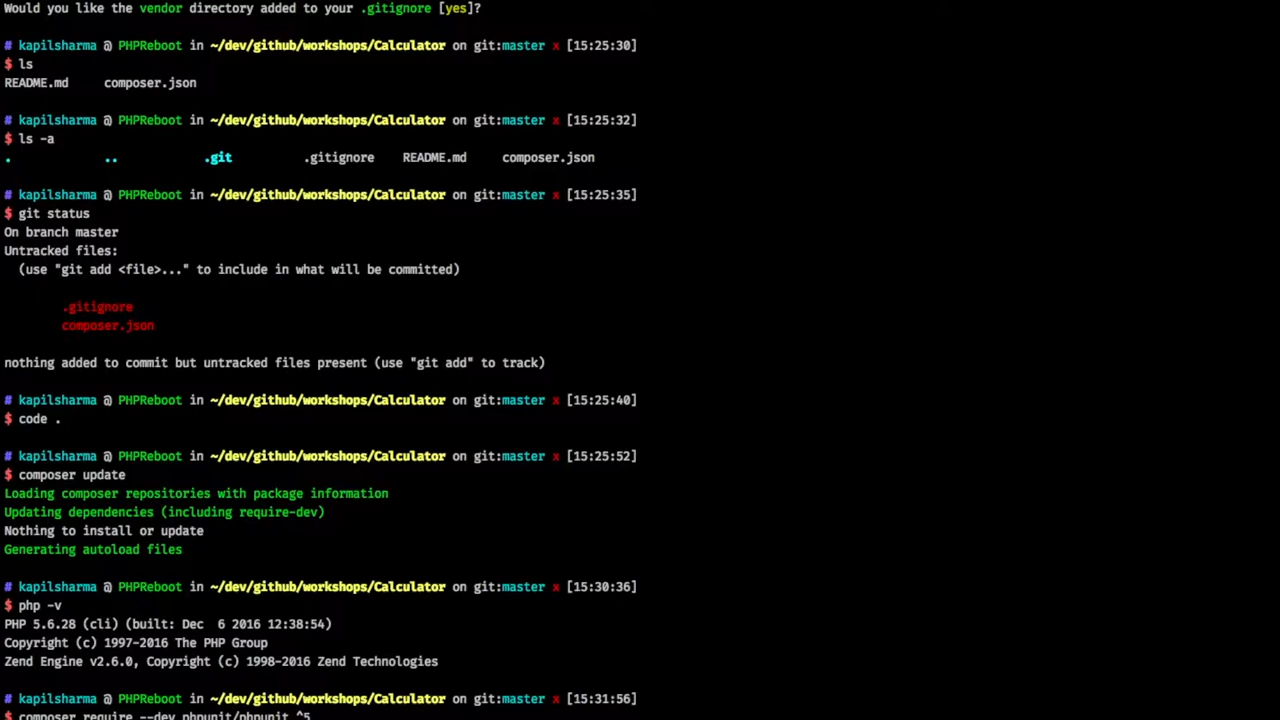 Would you like the vendor directory added to your .gitignore [yes]?
# kapilsharma @ PHPReboot in ~/dev/github/workshops/Calculator on git:master x [15:25:30]
$ ls
README.md composer.json
# kapilsharma @ PHPReboot in ~/dev/github/workshops/Calculator on git:master x [15:25:32]
$ ls -a
. .. .git .gitignore README.md composer.json
# kapilsharma @ PHPReboot in ~/dev/github/workshops/Calculator on git:master x [15:25:35]
$ git status
On branch master
Untracked files:
(use "git add <file>..." to include in what will be committed)
.gitignore
composer.json
nothing added to commit but untracked files present (use "git add" to track)
# kapilsharma @ PHPReboot in ~/dev/github/workshops/Calculator on git:master x [15:25:40]
$ code .
# kapilsharma @ PHPReboot in ~/dev/github/workshops/Calculator on git:master x [15:25:52]
$ composer update
Loading composer repositories with package information
Updating dependencies (including require-dev)
Nothing to install or update
Generating autoload files
# kapilsharma @ PHPReboot in ~/dev/github/workshops/Calculator on git:master x [15:30:36]
$ php -v
PHP 5.6.28 (cli) (built: Dec  6 2016 12:38:54)
Copyright (c) 1997-2016 The PHP Group
Zend Engine v2.6.0, Copyright (c) 1998-2016 Zend Technologies
# kapilsharma @ PHPReboot in ~/dev/github/workshops/Calculator on git:master x [15:31:56]
$ composer require --dev phpunit/phpunit ^5